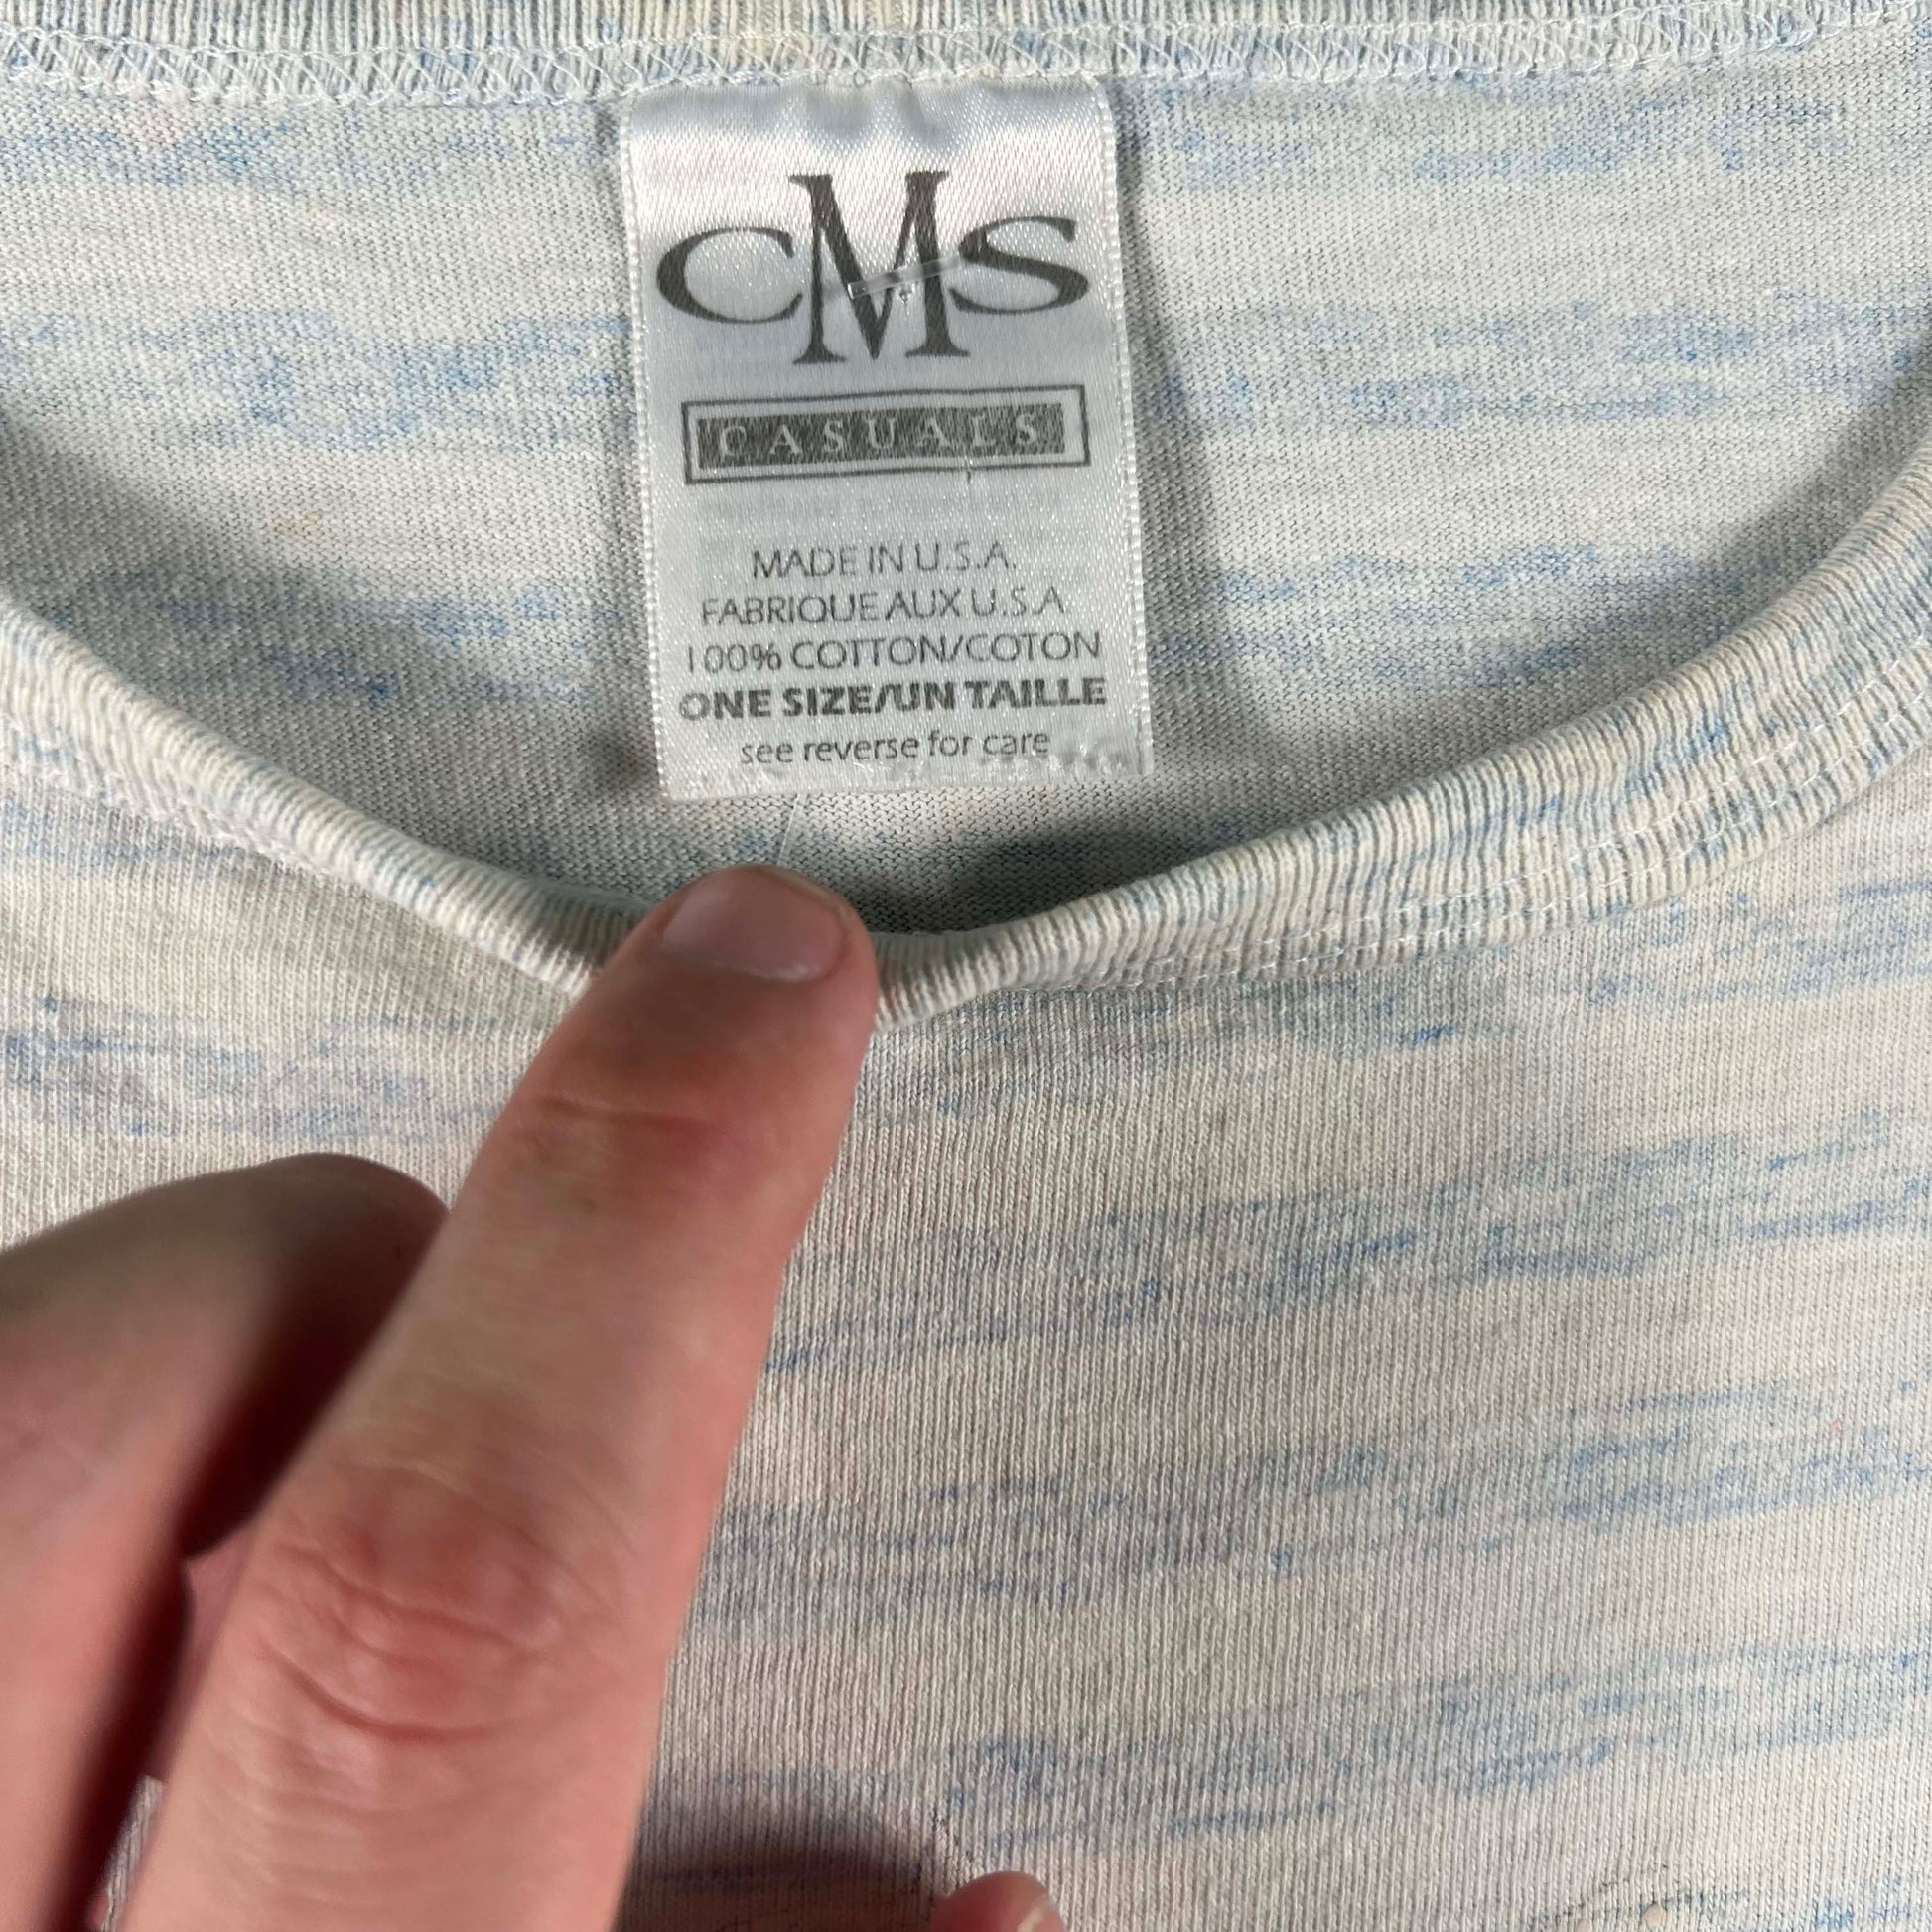 CMS
CASUALS
MADE IN U.S.A.
FABRIQUE AUX U.S.A
100% COTTON/COTON
ONE SIZE/UN TAILLE
see reverse for care